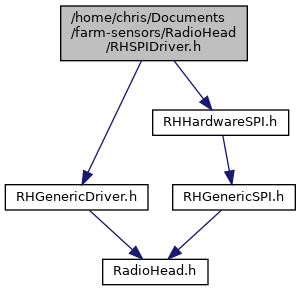 /home/chris/Documents
/farm-sensors/RadioHead
/RHSPIDriver.h
RHHardwareSPI.h
RHGenericDriver.h
RHGenericSPI.h
RadioHead.h